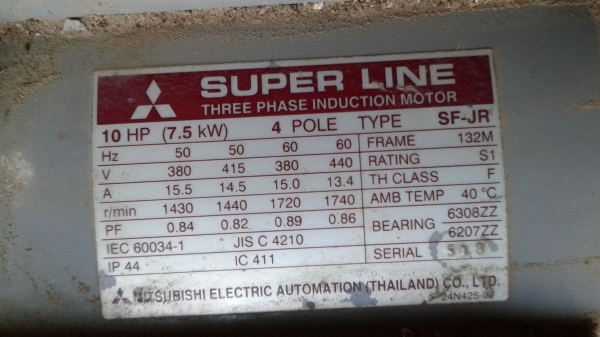 SUPER LINE
THREE PHASE INDUCTION MOTOR
10 HP (7.5 kW) 4 POLE TYPE SF-JR
Hz 50 50 60 60 FRAME 132M
V 380 415 380 440 RATING S1
A 15.5 14.5 15.0 13.4 TH CLASS F
r/min 1430 1440 1720 1740 AMB TEMP 40 °C
PF 0.84 0.82 0.89 0.86 BEARING 6308ZZ
6207ZZ
IEC 60034-1 JIS C 4210
IP 44 IC 411 SERIAL
MITSUBISHI ELECTRIC AUTOMATION (THAILAND) CO., LTD.